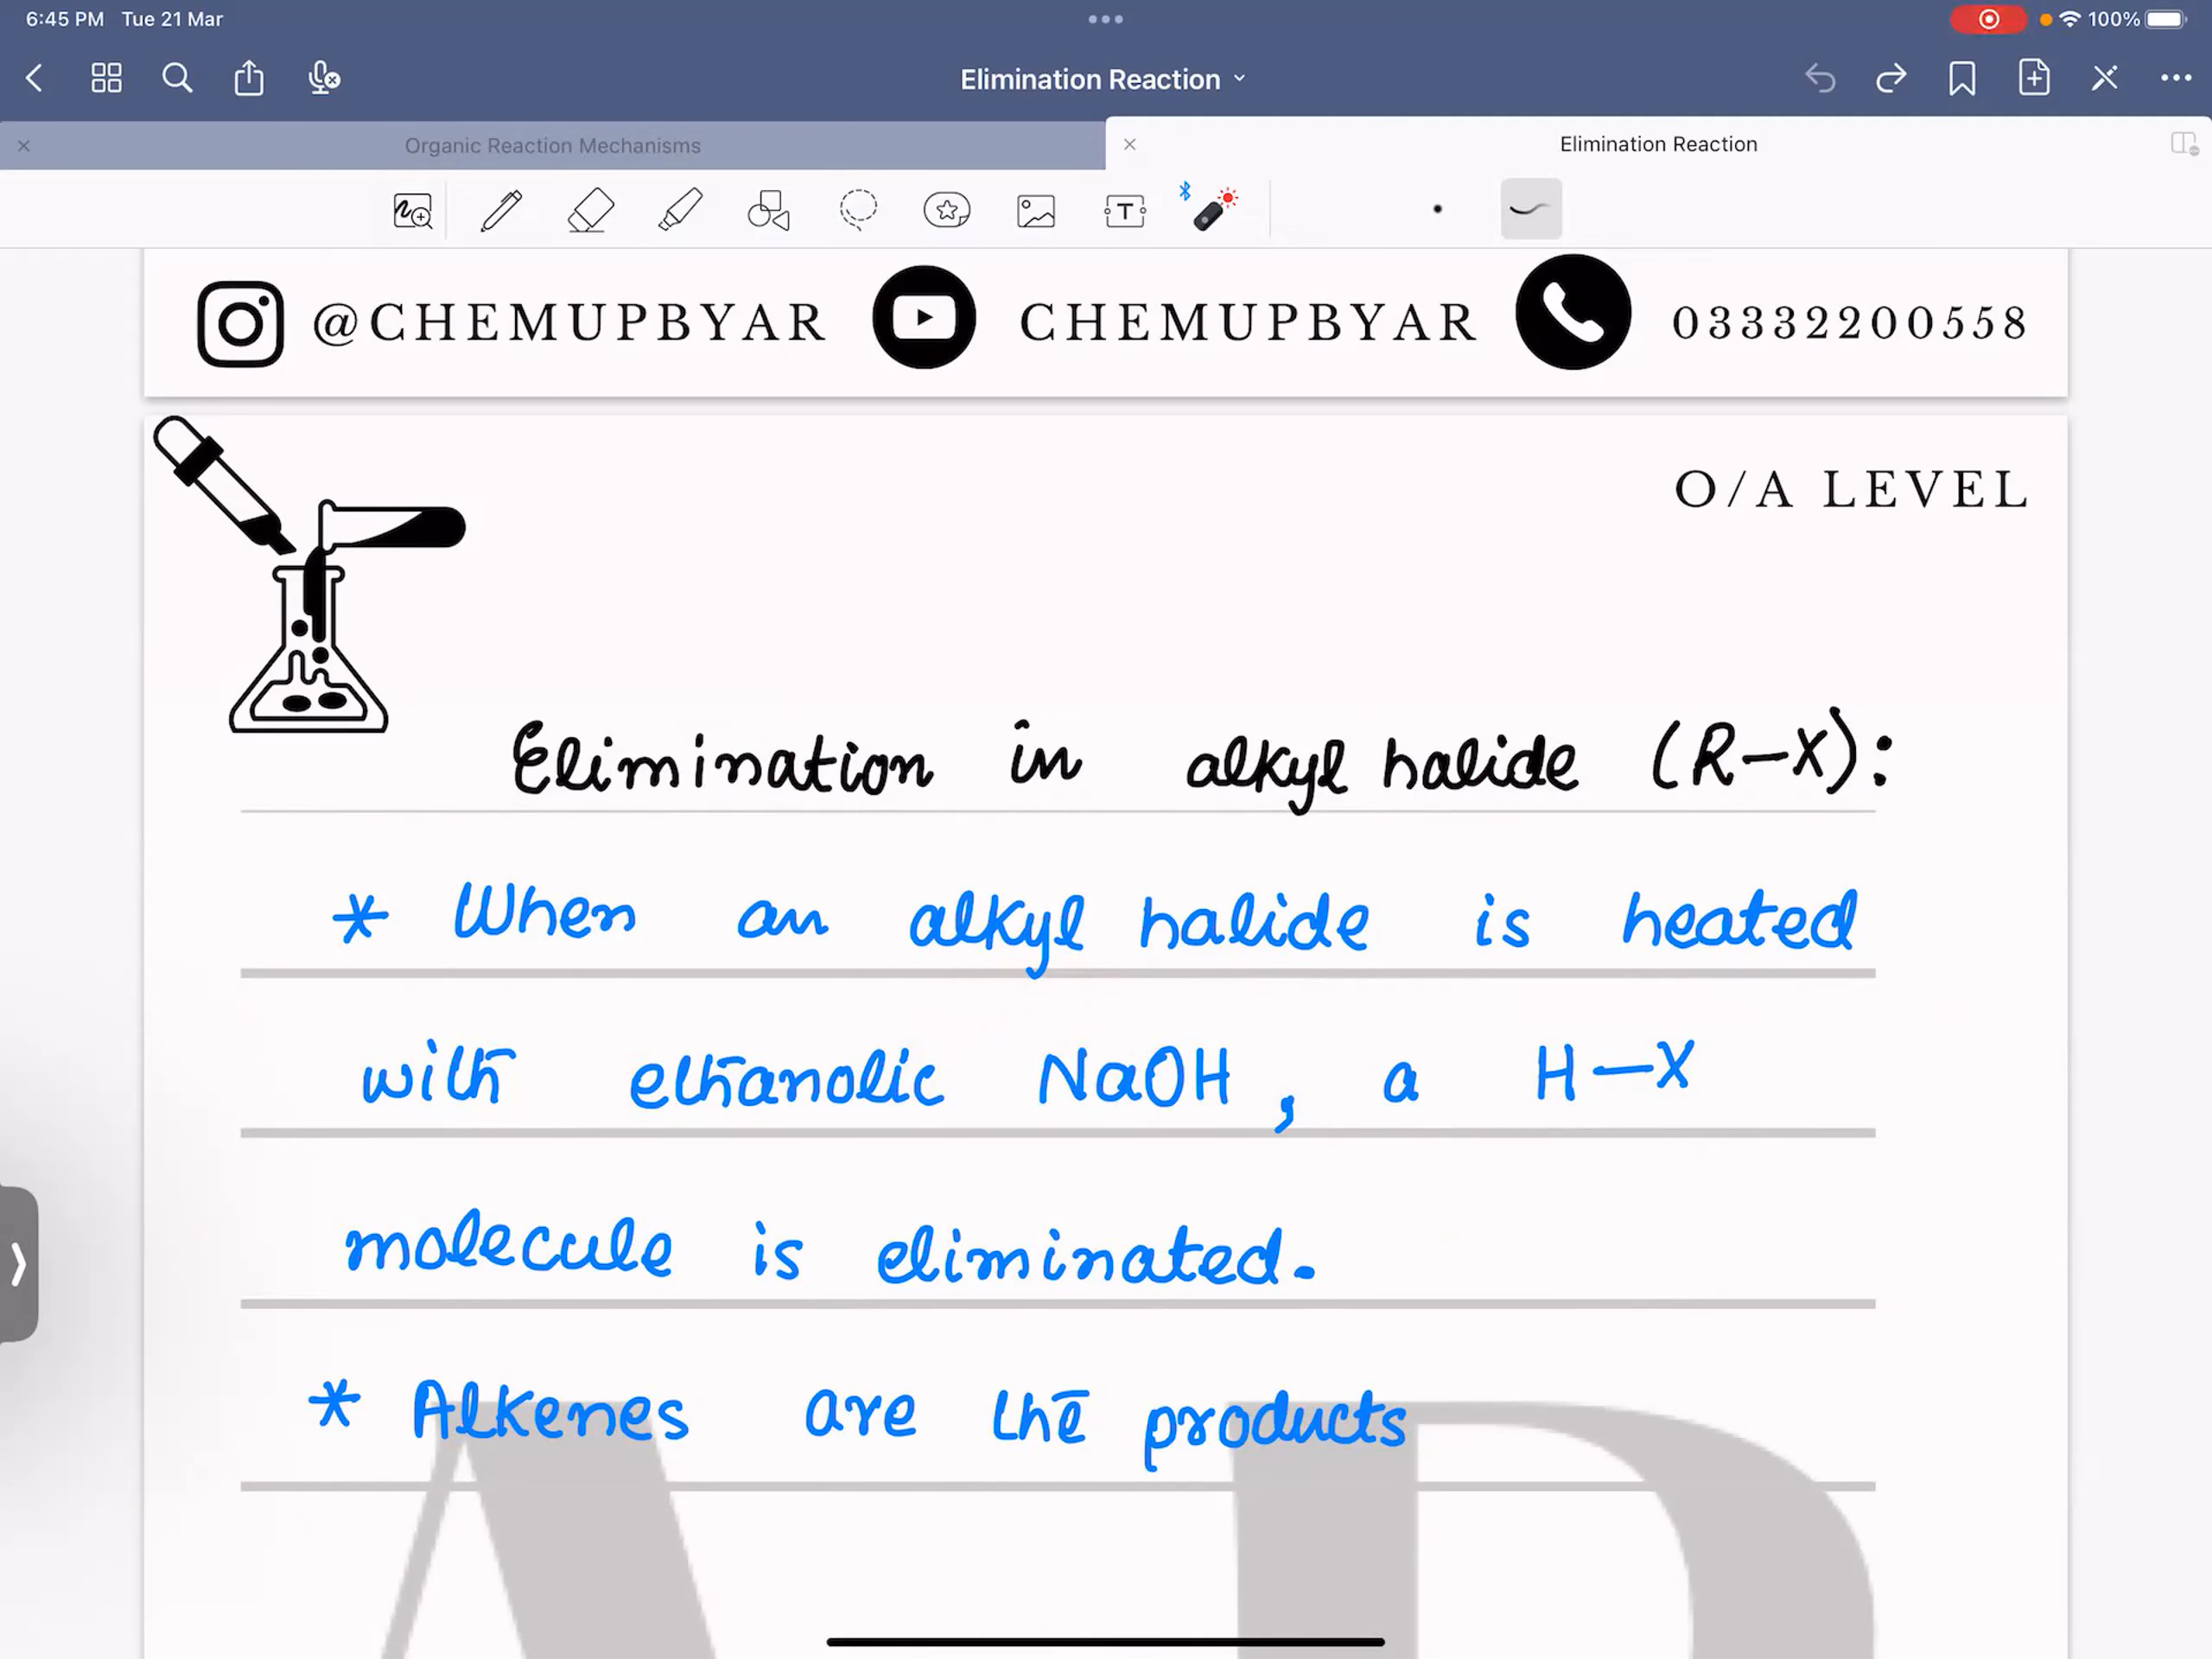 6:45 PM Tue 21 Mar 100%
Elimination Reaction
Organic Reaction Mechanisms Elimination Reaction
T
@CHEMUPBYAR CHEMUPBYAR 03332200558
O/A LEVEL
Elimination in alkyl halide (R-X):
* When an alkyl halide is heated
with ethanolic NaOH, a H-X
molecule is eliminated.
* Alkenes are the products